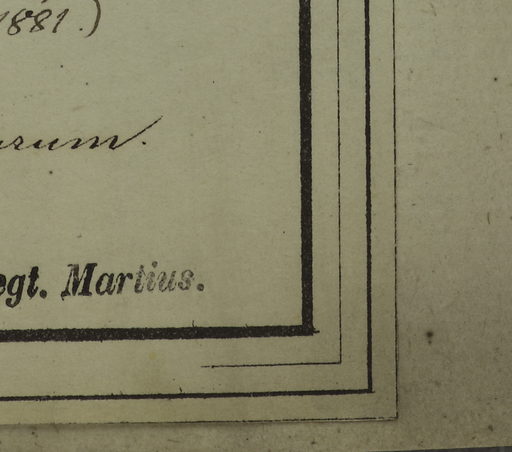 1881.)
rum.
egt. Martius.